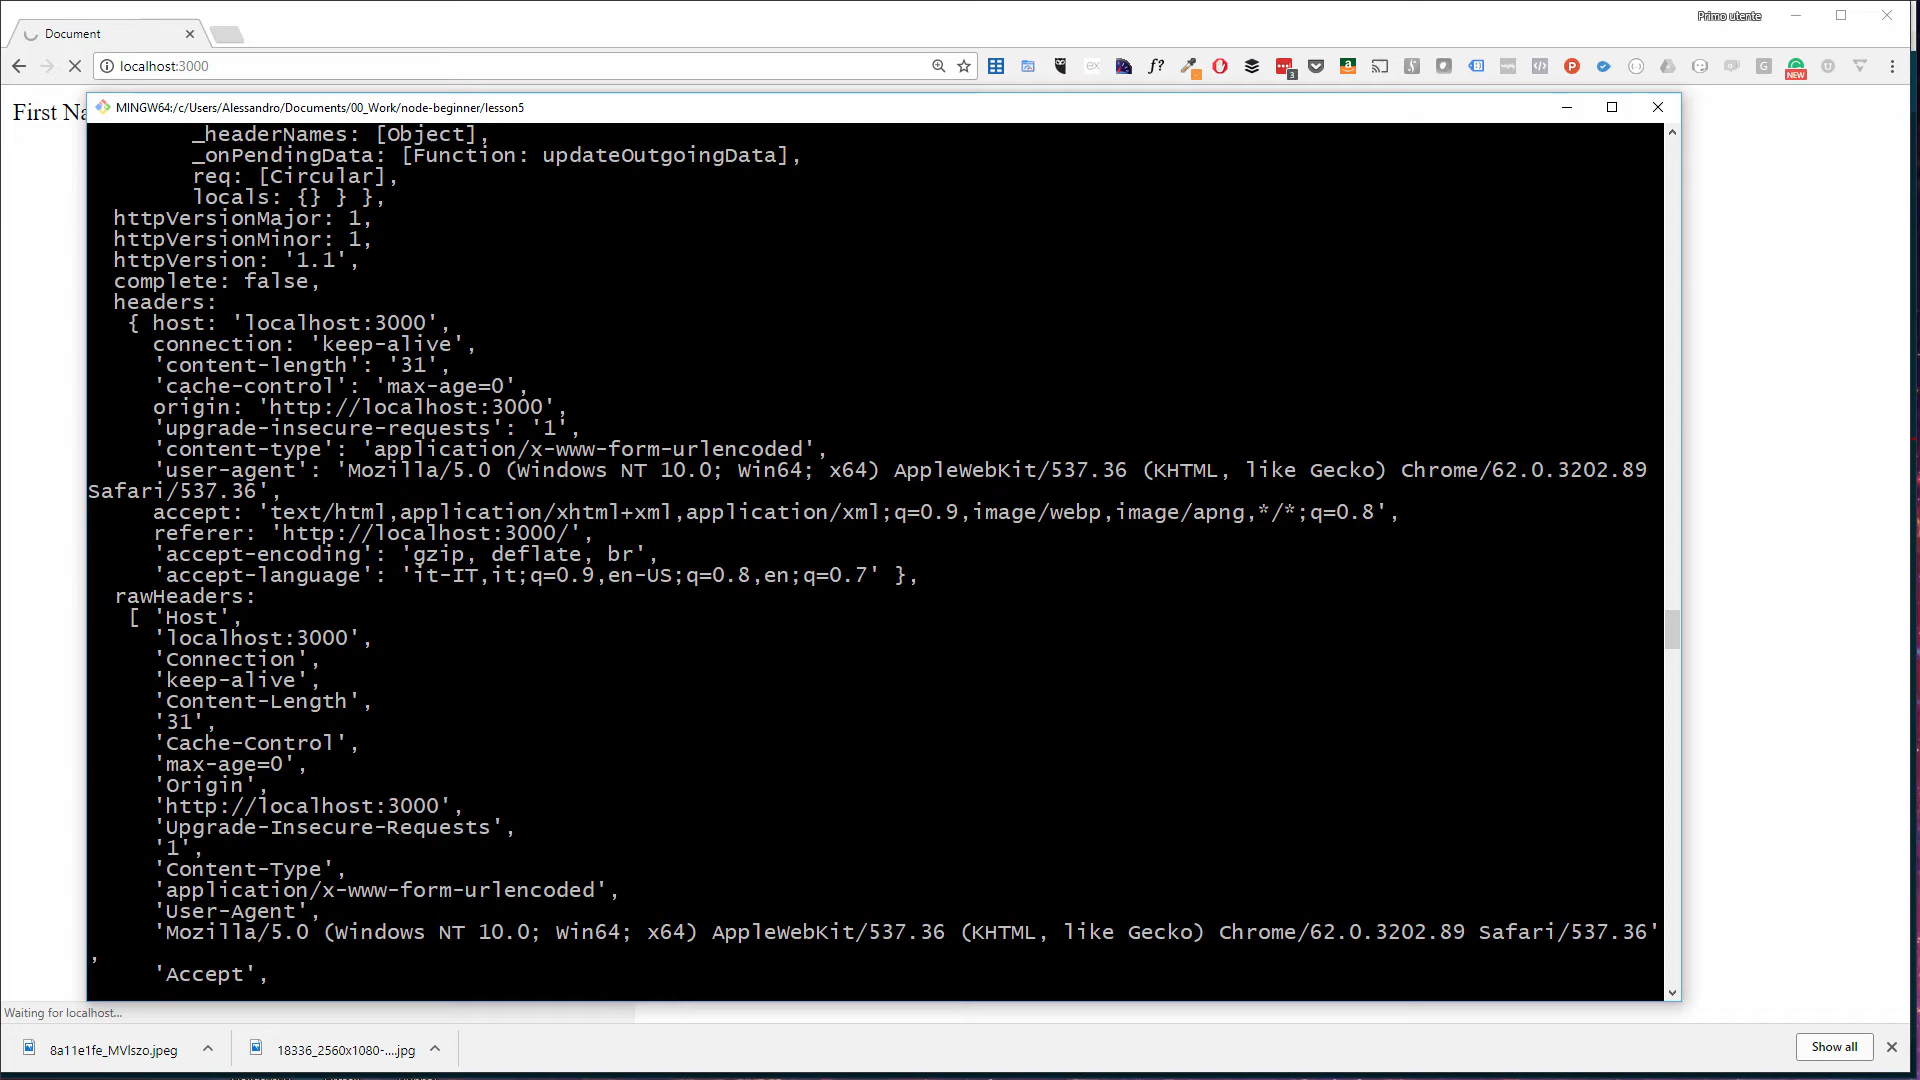 Primo utente
Document
localhost:3000
3
NEW
First Na
MINGW64:/c/Users/Alessandro/Documents/00_Work/node-beginner/lesson5
_headerNames: [Object],
_onPendingData: [Function: updateOutgoingData],
req: [Circular],
locals: {} } },
httpVersionMajor: 1,
httpVersionMinor: 1,
httpVersion: '1.1',
complete: false,
headers:
{ host: 'localhost:3000',
connection: 'keep-alive',
'content-length': '31',
'cache-control': 'max-age=0',
origin: 'http://localhost:3000',
'upgrade-insecure-requests': '1',
'content-type': 'application/x-www-form-urlencoded',
'user-agent': 'Mozilla/5.0 (Windows NT 10.0; Win64; x64) AppleWebKit/537.36 (KHTML, like Gecko) Chrome/62.0.3202.89
Safari/537.36',
accept: 'text/html,application/xhtml+xml,application/xml;q=0.9,image/webp,image/apng,*/*;q=0.8',
referer: 'http://localhost:3000/',
'accept-encoding': 'gzip, deflate, br',
'accept-language': 'it-IT,it;q=0.9,en-US;q=0.8,en;q=0.7' },
rawHeaders:
[ 'Host',
'localhost:3000',
'Connection',
'keep-alive',
'Content-Length',
'31',
'Cache-Control',
'max-age=0',
'Origin',
'http://localhost:3000',
'Upgrade-Insecure-Requests',
'1',
'Content-Type',
'application/x-www-form-urlencoded',
'User-Agent',
'Mozilla/5.0 (Windows NT 10.0; Win64; x64) AppleWebKit/537.36 (KHTML, like Gecko) Chrome/62.0.3202.89 Safari/537.36'
,
'Accept',
Waiting for localhost...
8a11e1fe_MVlszo.jpeg
18336_2560x1080-....jpg
Show all